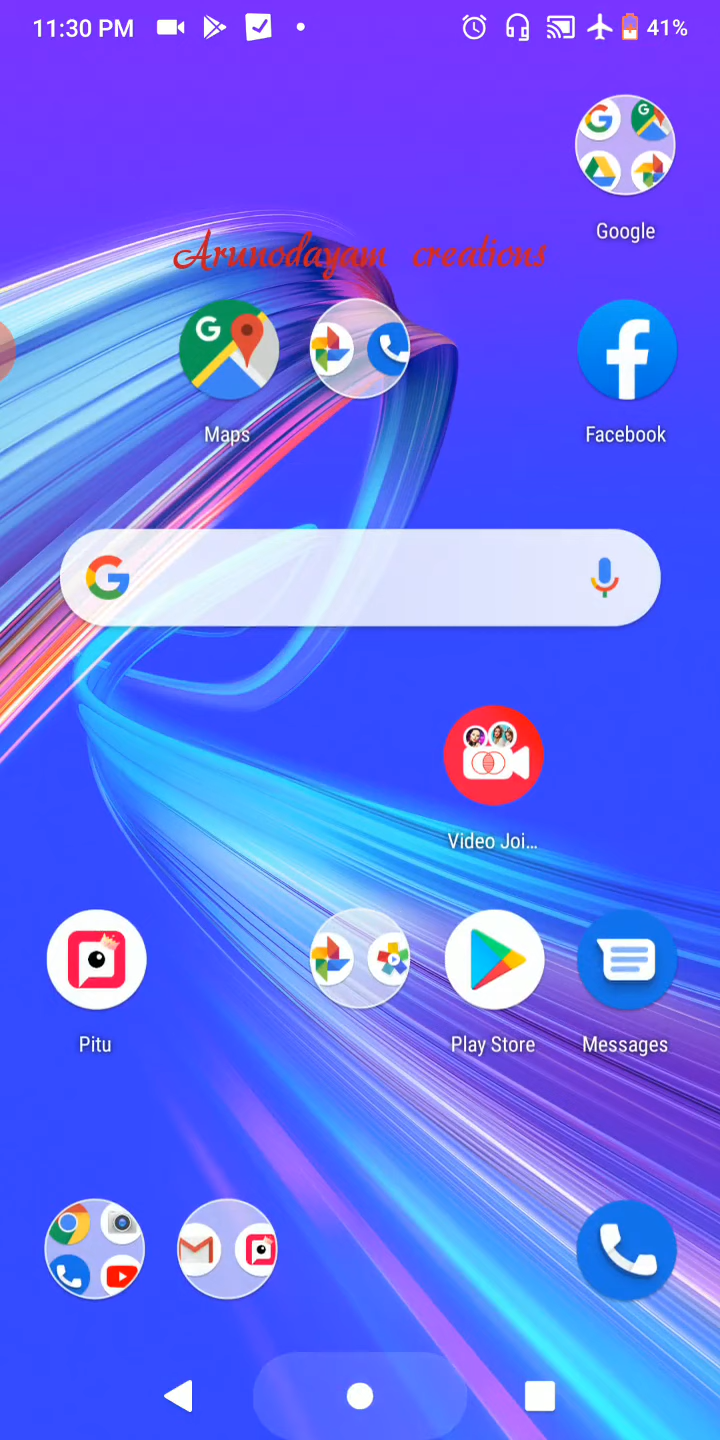 11:30 PM 41%
Google
Arunodayam creations
Maps
Facebook
Video Joi...
Pitu
Play Store
Messages